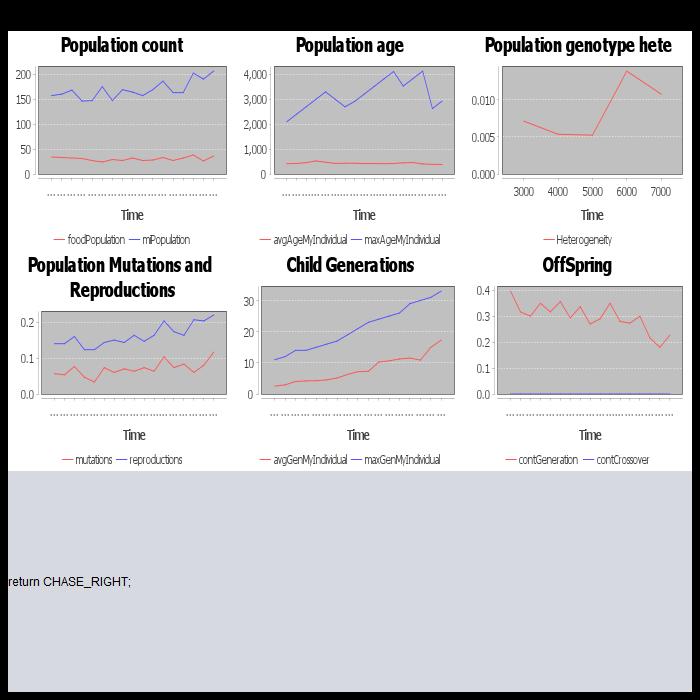 Population count
200
150
100
50
0
Time
foodPopulation miPopulation
Population age
4,000
3,000
2,000
1,000
0
Time
avgAgeMyIndividual maxAgeMyIndividual
Population genotype hete
0.010
0.005
0.000
3000 4000 5000 6000 7000
Time
Heterogeneity
Population Mutations and
Reproductions
0.2
0.1
0.0
Time
mutations reproductions
Child Generations
30
20
10
0
Time
avgGenMyIndividual maxGenMyIndividual
OffSpring
0.4
0.3
0.2
0.1
0.0
Time
contGeneration contCrossover
return CHASE_RIGHT;